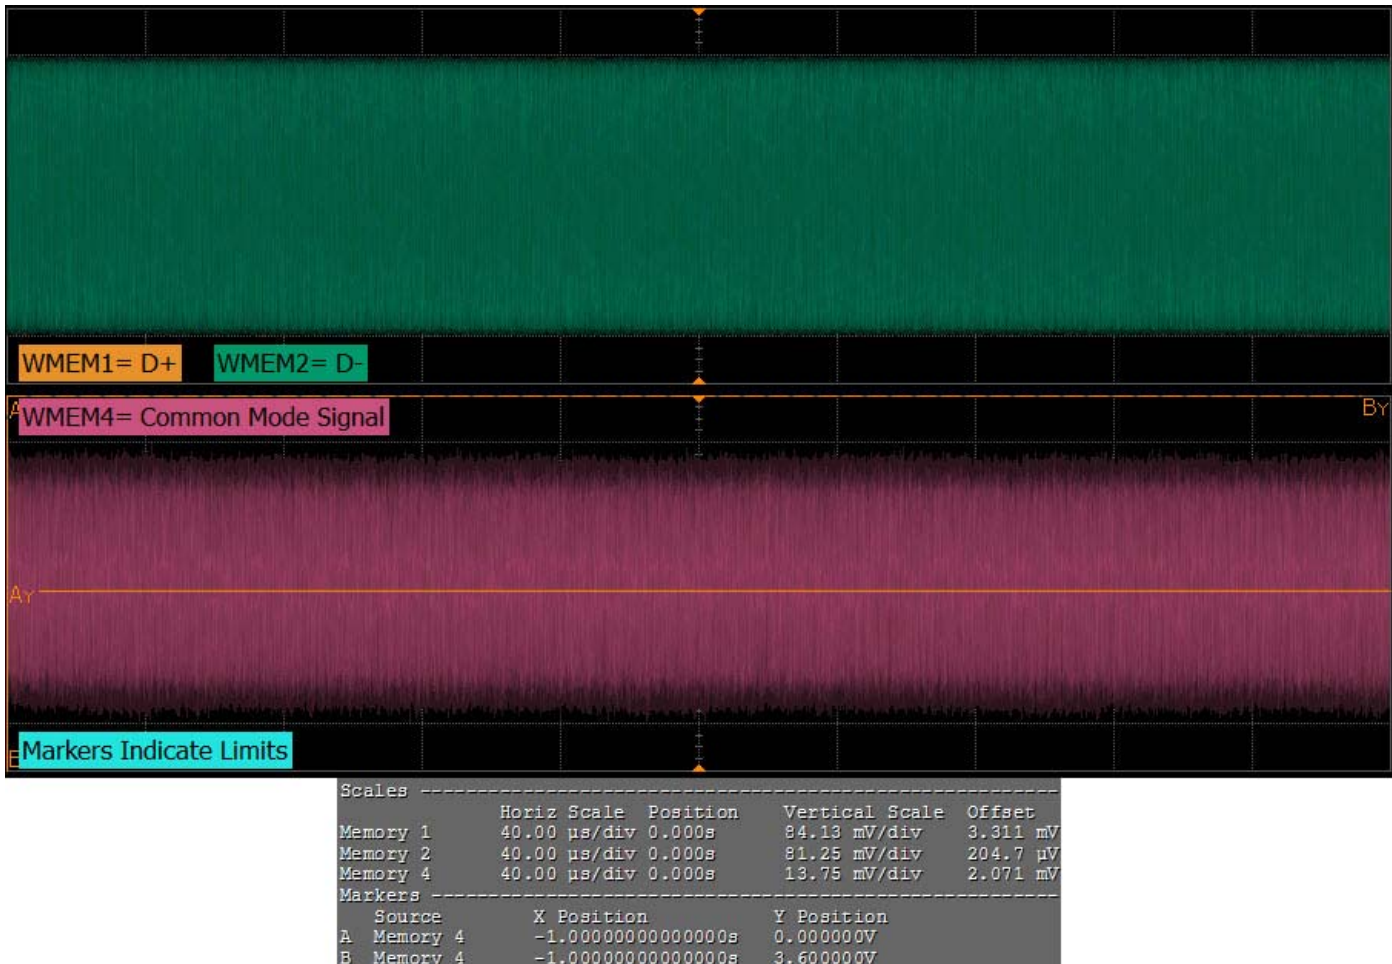 WMEM1= D+ WMEM2= D-
A WMEM4= Common Mode Signal BY
AY
B Markers Indicate Limits
Scales
Horiz Scale Position Vertical Scale Offset
Memory 1 40.00 µs/div 0.000s 84.13 mV/div 3.311 mV
Memory 2 40.00 µs/div 0.000s 81.25 mV/div 204.7 µV
Memory 4 40.00 µs/div 0.000s 13.75 mV/div 2.071 mV
Markers
Source X Position Y Position
A Memory 4 -1.00000000000000s 0.000000V
B Memory 4 -1.00000000000000s 3.600000V